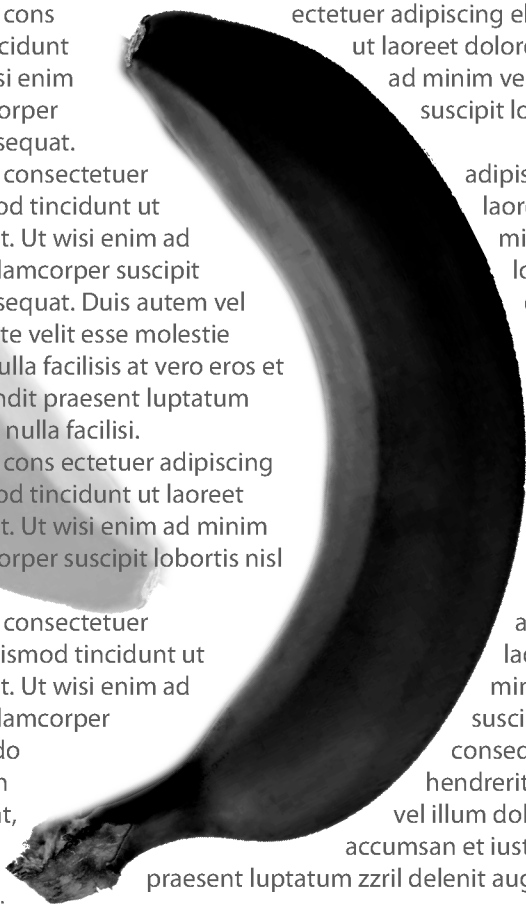 cons ectetuer adipiscing el
cidunt ut laoreet dolore
si enim ad minim ve
orper suscipit lo
sequat.
consectetuer adipis
od tincidunt ut laore
t. Ut wisi enim ad mi
lamcorper suscipit lo
sequat. Duis autem vel
te velit esse molestie
ulla facilisis at vero eros et
ndit praesent luptatum
nulla facilisi.
cons ectetuer adipiscing
od tincidunt ut laoreet
t. Ut wisi enim ad minim
orper suscipit lobortis nisl
consectetuer a
ismod tincidunt ut la
t. Ut wisi enim ad min
lamcorper susci
do consec
hendrerit
t, vel illum dol
accumsan et iust
praesent luptatum zzril delenit aug